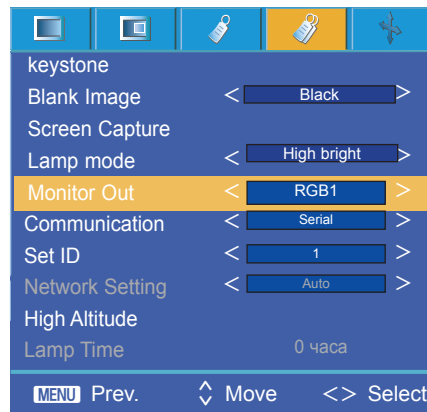 keystone
Blank Image < Black >
Screen Capture
Lamp mode < High bright >
Monitor Out < RGB1 >
Communication < Serial >
Set ID < 1 >
Network Setting < Auto >
High Altitude
Lamp Time 0 часа
MENU Prev. Move <> Select